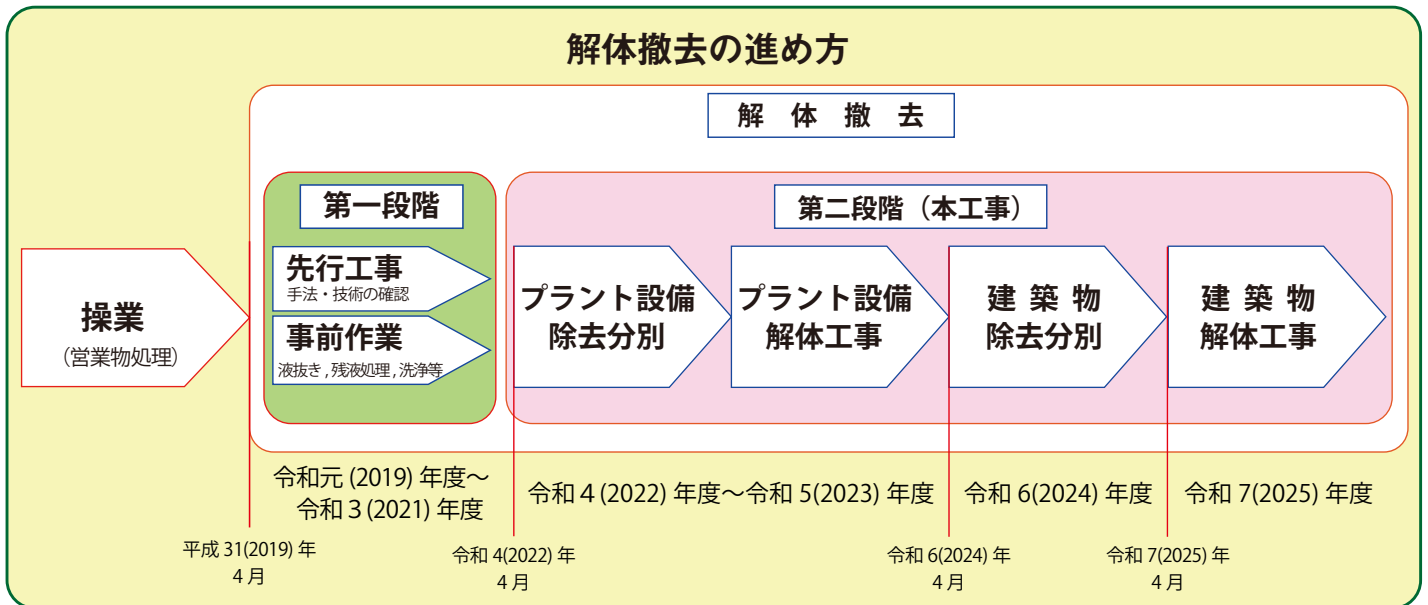 解体撤去の進め方
解 体 撤 去
第一段階
第二段階（本工事）
操業
（営業物処理）
先行工事
手法・技術の確認
事前作業
液抜き , 残液処理 , 洗浄等
プラント設備
除去分別
プラント設備
解体工事
建 築 物
除去分別
建 築 物
解体工事
令和元 (2019) 年度～
令和３(2021) 年度
令和４(2022) 年度～令和 5(2023) 年度
令和 6(2024) 年度
令和 7(2025) 年度
平成 31(2019) 年
4 月
令和 4(2022) 年
4 月
令和 6(2024) 年
4 月
令和 7(2025) 年
4 月